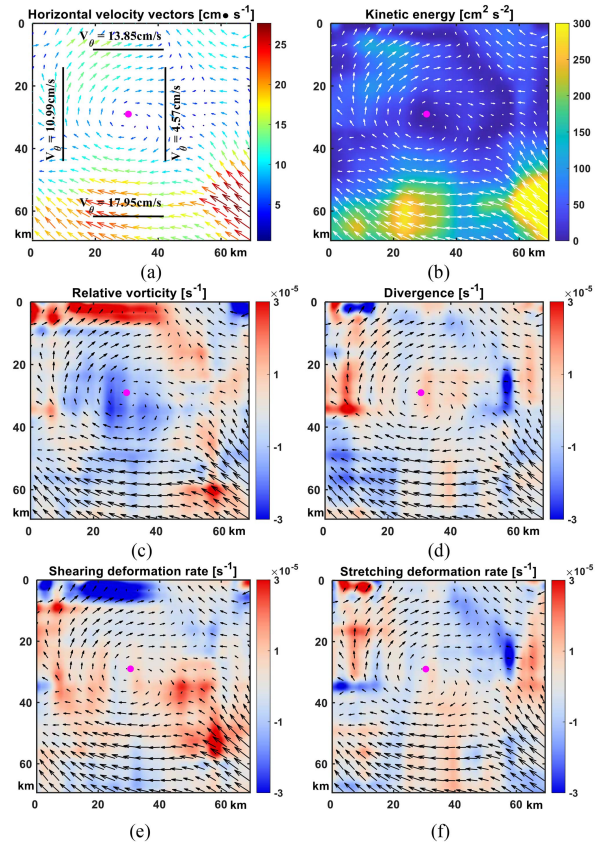 Horizontal velocity vectors [cm● s⁻¹]
Kinetic energy [cm² s⁻²]
0
20
40
60
km
V_θ = 13.85cm/s
V_θ = 10.99cm/s
V_θ = 4.57cm/s
V_θ = 17.95cm/s
0 20 40 60 km
25
20
15
10
5
0
0
20
40
60
km
0 20 40 60 km
300
250
200
150
100
50
0
(a)
(b)
Relative vorticity [s⁻¹]
Divergence [s⁻¹]
0
20
40
60
km
0 20 40 60 km
×10⁻⁵
3
1
-1
-3
0
20
40
60
km
0 20 40 60 km
×10⁻⁵
3
1
-1
-3
(c)
(d)
Shearing deformation rate [s⁻¹]
Stretching deformation rate [s⁻¹]
0
20
40
60
km
0 20 40 60 km
×10⁻⁵
3
1
-1
-3
0
20
40
60
km
0 20 40 60 km
×10⁻⁵
3
1
-1
-3
(e)
(f)